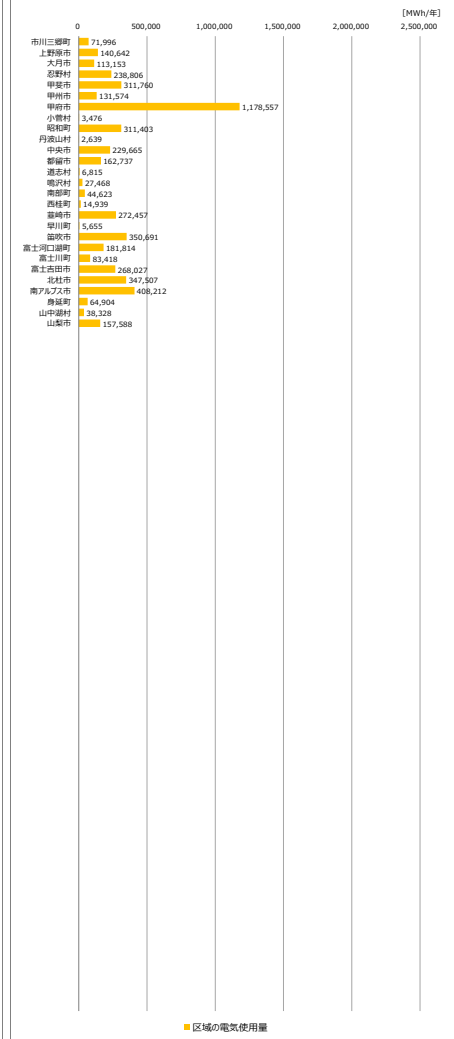 [MWh/年]
0 500,000 1,000,000 1,500,000 2,000,000 2,500,000
市川三郷町 71,996
上野原市 140,642
大月市 113,153
忍野村 238,806
甲斐市 311,760
甲州市 131,574
甲府市 1,178,557
小菅村 3,476
昭和町 311,403
丹波山村 2,639
中央市 229,665
都留市 162,737
道志村 6,815
鳴沢村 27,468
南部町 44,623
西桂町 14,939
韮崎市 272,457
早川町 5,655
笛吹市 350,691
富士河口湖町 181,814
富士川町 83,418
富士吉田市 268,027
北杜市 347,507
南アルプス市 408,212
身延町 64,904
山中湖村 38,328
山梨市 157,588
区域の電気使用量